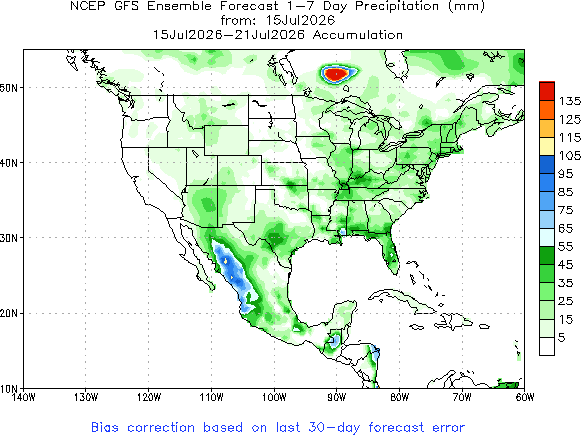 NCEP GFS Ensemble Forecast 1-7 Day Precipitation (mm)
from: 15Jul2026
15Jul2026-21Jul2026 Accumulation
50N
40N
30N
20N
10N
140W 130W 120W 110W 100W 90W 80W 70W 60W
135
125
115
105
95
85
75
65
55
45
35
25
15
5
Bias correction based on last 30-day forecast error